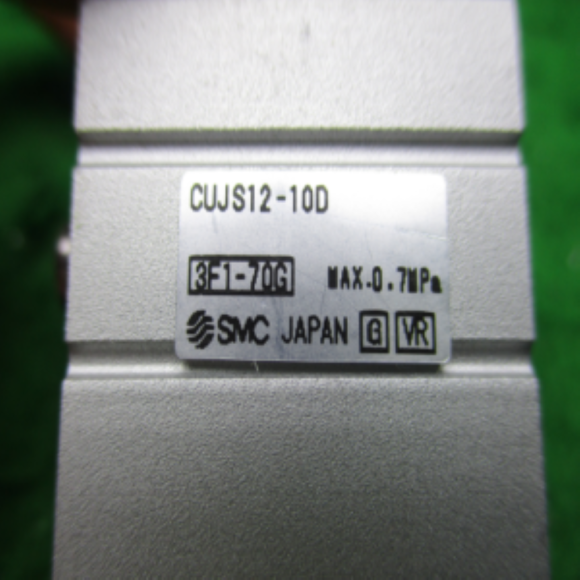 CUJS12-10D
3F1-70G MAX.0.7MPa
SMC JAPAN G VR